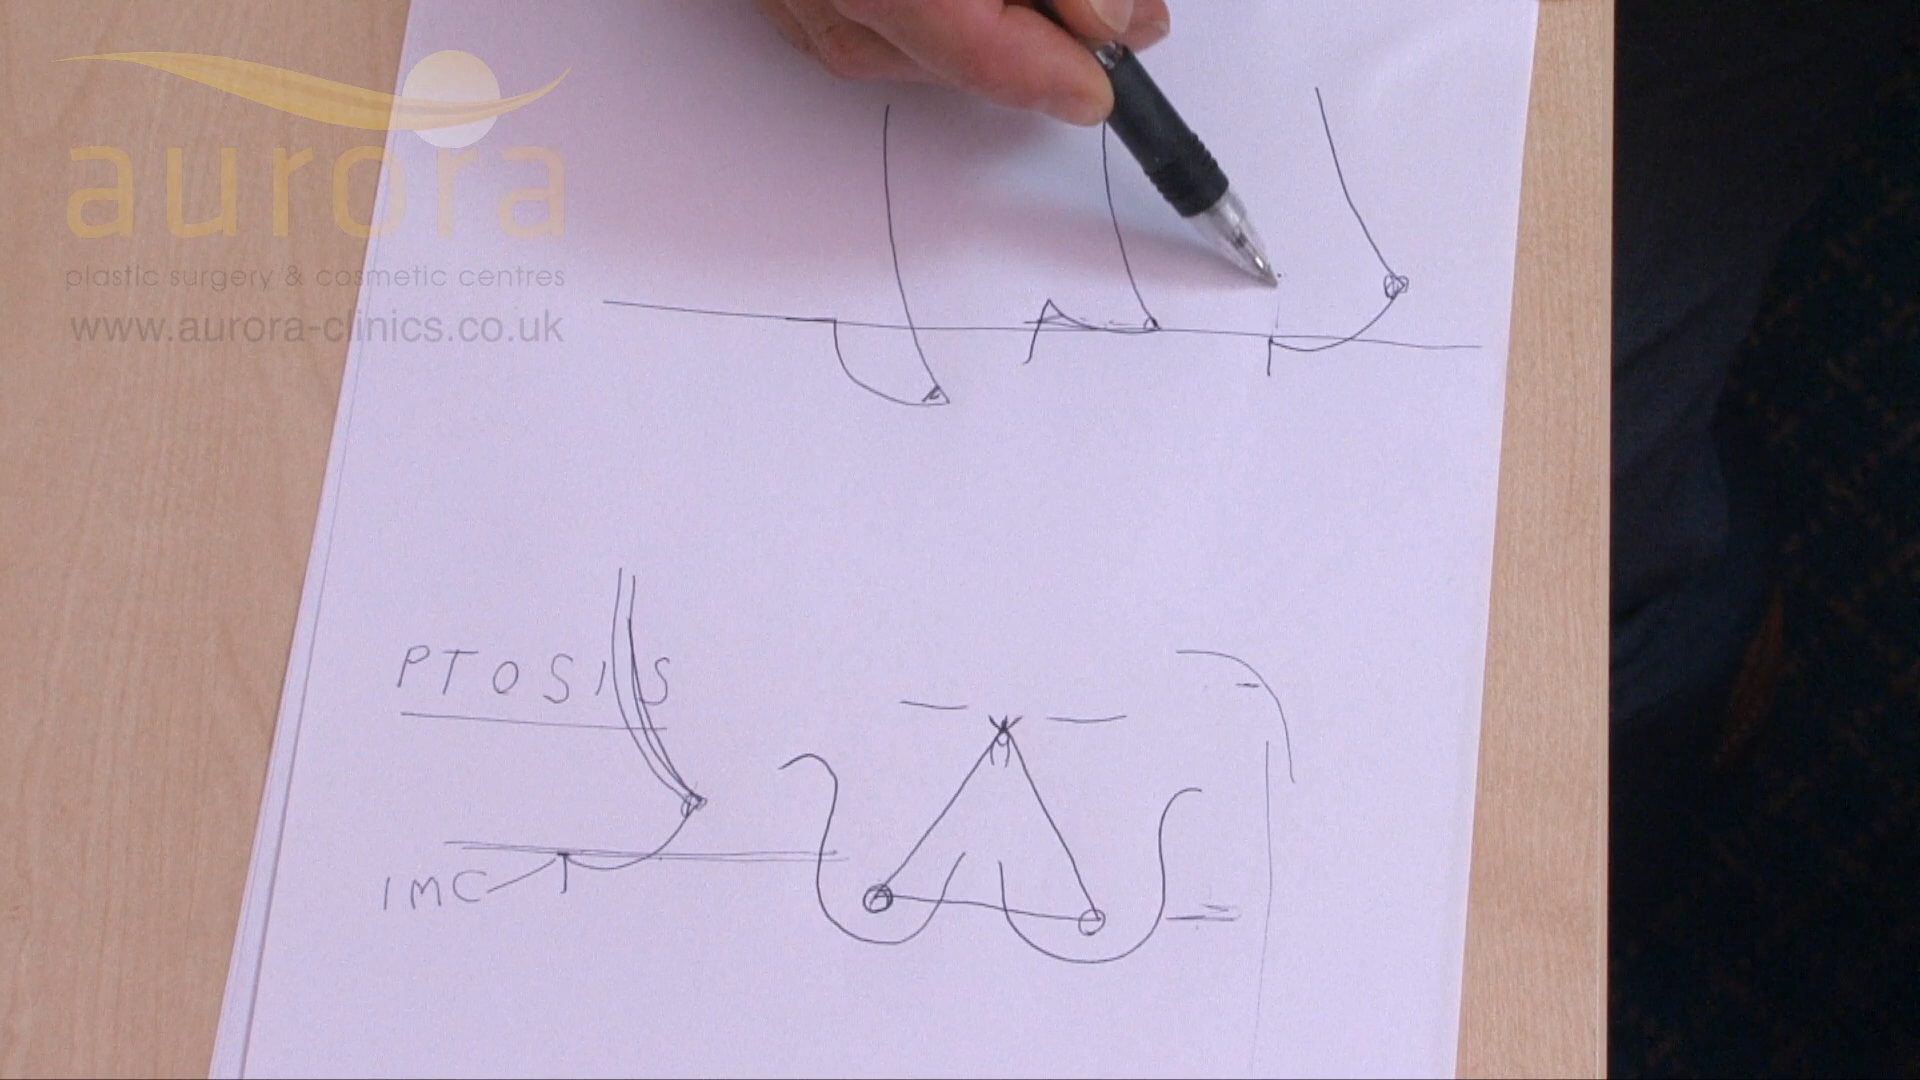 aurora
plastic surgery & cosmetic centres
www.aurora-clinics.co.uk
PTOSIS
IMC